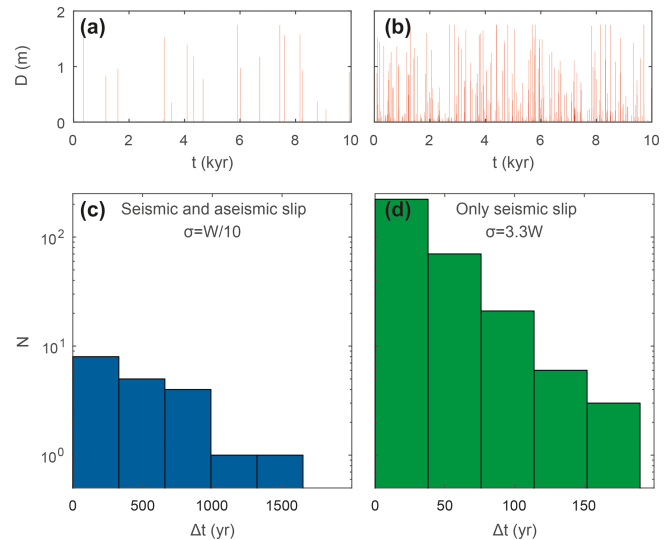 (a)
(b)
D (m)
2
1
0
0 2 4 6 8 10
0 2 4 6 8 10
t (kyr)
t (kyr)
(c) Seismic and aseismic slip
σ=W/10
(d) Only seismic slip
σ=3.3W
N
10²
10¹
10⁰
0 500 1000 1500
0 50 100 150
Δt (yr)
Δt (yr)